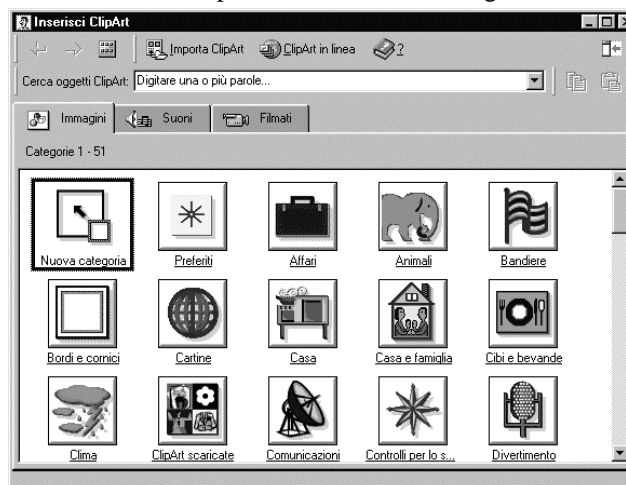 Inserisci ClipArt
Importa ClipArt ClipArt in linea ?
Cerca oggetti ClipArt: Digitare una o più parole...
Immagini Suoni Filmati
Categorie 1 - 51
Nuova categoria Preferiti Affari Animali Bandiere
Bordi e cornici Cartine Casa Casa e famiglia Cibi e bevande
Clima ClipArt scaricate Comunicazioni Controlli per lo s... Divertimento